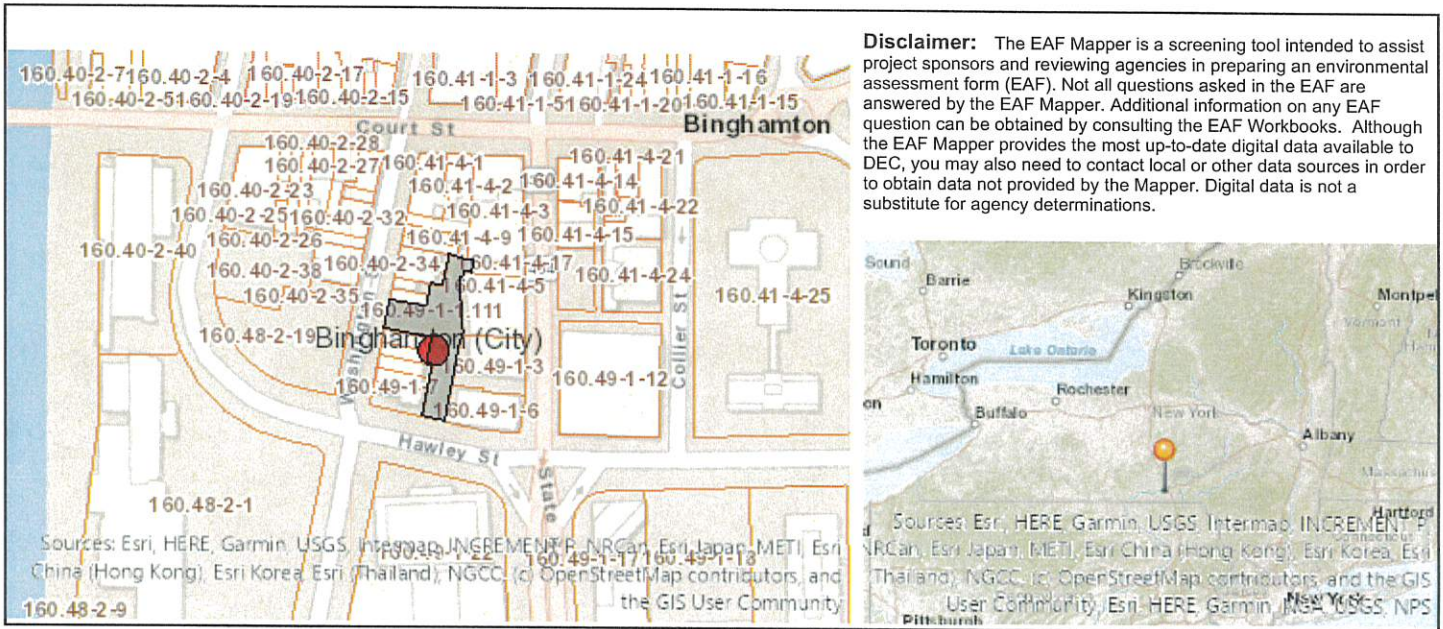 Disclaimer: The EAF Mapper is a screening tool intended to assist
project sponsors and reviewing agencies in preparing an environmental
assessment form (EAF). Not all questions asked in the EAF are
answered by the EAF Mapper. Additional information on any EAF
question can be obtained by consulting the EAF Workbooks. Although
the EAF Mapper provides the most up-to-date digital data available to
DEC, you may also need to contact local or other data sources in order
to obtain data not provided by the Mapper. Digital data is not a
substitute for agency determinations.
160.40-2-7 160.40-2-4 160.40-2-17 160.41-1-3 160.41-1-24 160.41-1-16
160.40-2-5 160.40-2-19 160.40-2-15 160.41-1-5 160.41-1-20 160.41-1-15
Court St
Binghamton
160.40-2-28
160.40-2-27 160.41-4-1 160.41-4-21
160.40-2-23 160.41-4-2 160.41-4-14
160.40-2-25 160.40-2-32 160.41-4-3 160.41-4-22
160.40-2-40 160.40-2-26 160.41-4-9 160.41-4-15
160.40-2-38 160.40-2-34 160.41-4-17 160.41-4-24
160.40-2-35 160.41-4-5 160.41-4-25
160.49-1-1.111
160.48-2-19 Binghamton (City)
160.49-1-3
160.49-1-7 160.49-1-12
160.49-1-6
Collier St
Hawley St
State
160.48-2-1
160.49-1-17 160.49-1-18
Sources: Esri, HERE, Garmin, USGS, Intermap, INCREMENT P, NRCan, Esri Japan, METI, Esri
China (Hong Kong), Esri Korea, Esri (Thailand), NGCC, (c) OpenStreetMap contributors, and
the GIS User Community
160.48-2-9
Sound
Barrie
Brockville
Kingston
Montpel
Vermont
Toronto
Lake Ontario
Hamilton
Rochester
on
Buffalo
New York
Albany
Hartford
Sources: Esri, HERE, Garmin, USGS, Intermap, INCREMENT P,
NRCan, Esri Japan, METI, Esri China (Hong Kong), Esri Korea, Esri
(Thailand), NGCC, (c) OpenStreetMap contributors, and the GIS
User Community, Esri, HERE, Garmin, NGA, USGS, NPS
New York
Pittsburgh